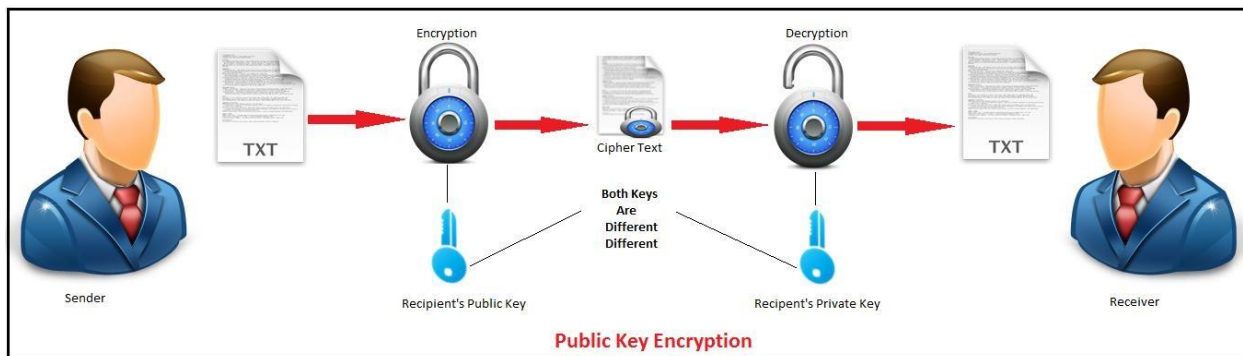 Encryption
Decryption
TXT
Cipher Text
TXT
Both Keys
Are
Different
Different
Sender
Recipient's Public Key
Recipent's Private Key
Receiver
Public Key Encryption